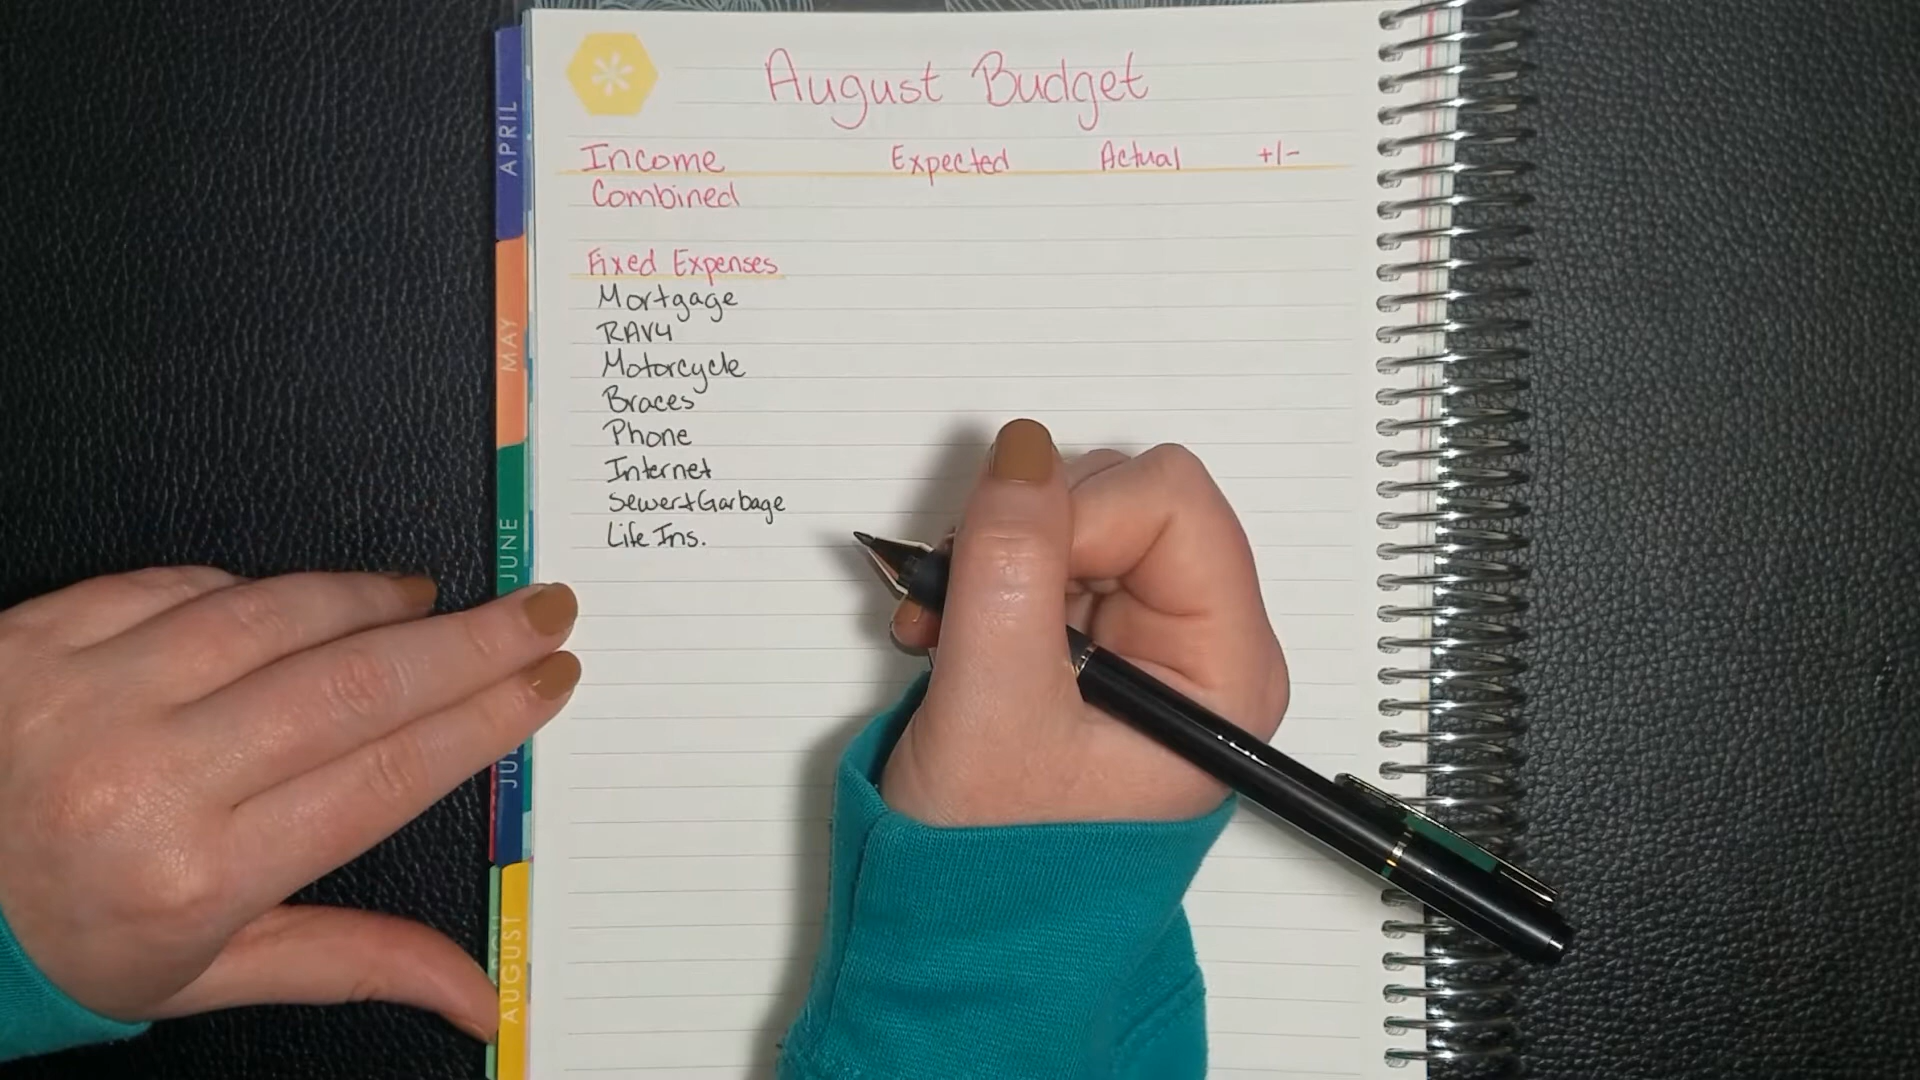 August Budget
Income Expected Actual +/-
Combined
Fixed Expenses
Mortgage
RAV4
Motorcycle
Braces
Phone
Internet
Sewer+Garbage
Life Ins.
APRIL
MAY
JUNE
AUGUST